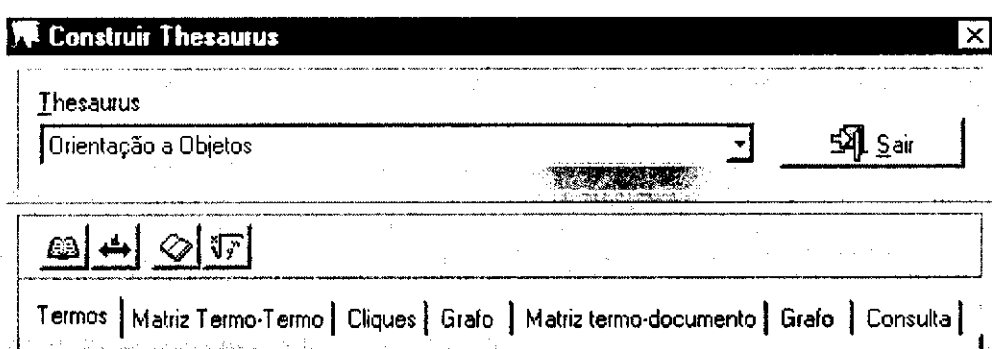 Construir Thesaurus
Thesaurus
Orientação a Objetos
Sair
Termos Matriz Termo-Termo Cliques Grafo Matriz termo-documento Grafo Consulta